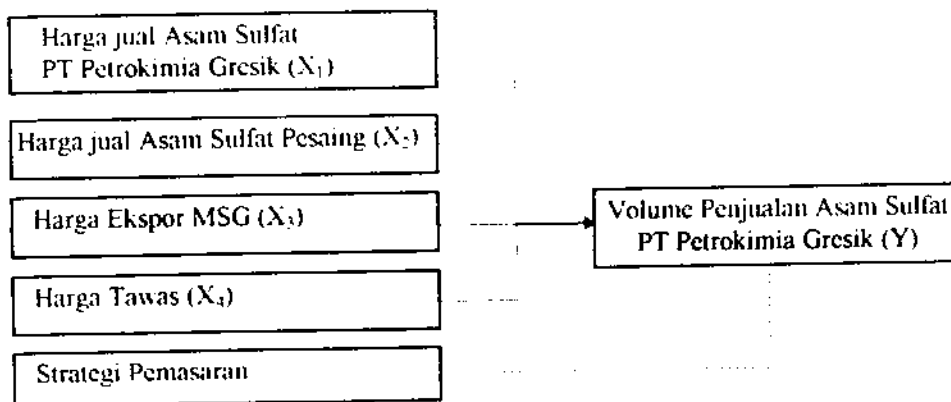 Harga jual Asam Sulfat
PT Petrokimia Gresik (X₁)
Harga jual Asam Sulfat Pesaing (X₂)
Harga Ekspor MSG (X₃)
Harga Tawas (X₄)
Strategi Pemasaran
Volume Penjualan Asam Sulfat
PT Petrokimia Gresik (Y)